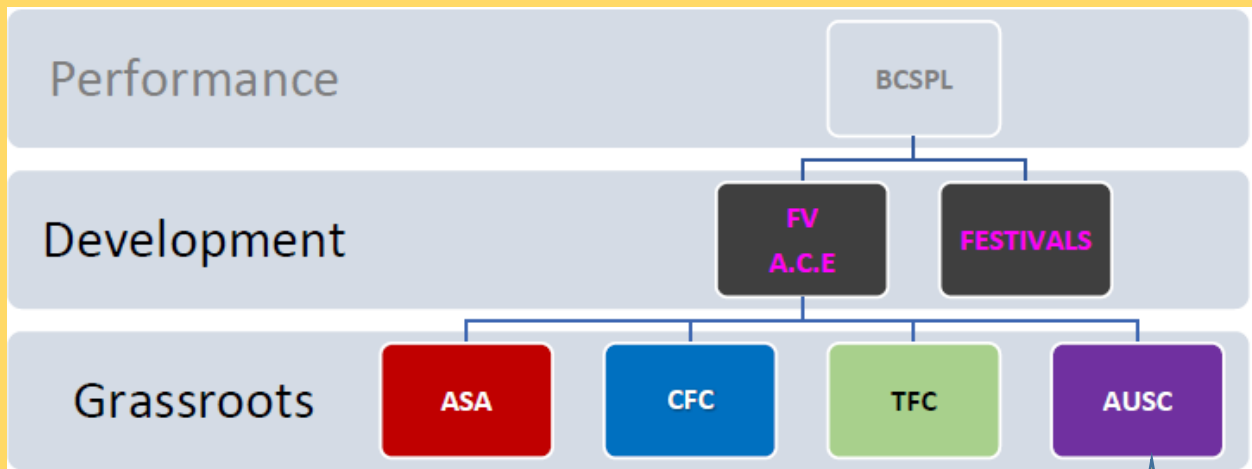 Performance
BCSPL
Development
FV
A.C.E
FESTIVALS
Grassroots
ASA
CFC
TFC
AUSC